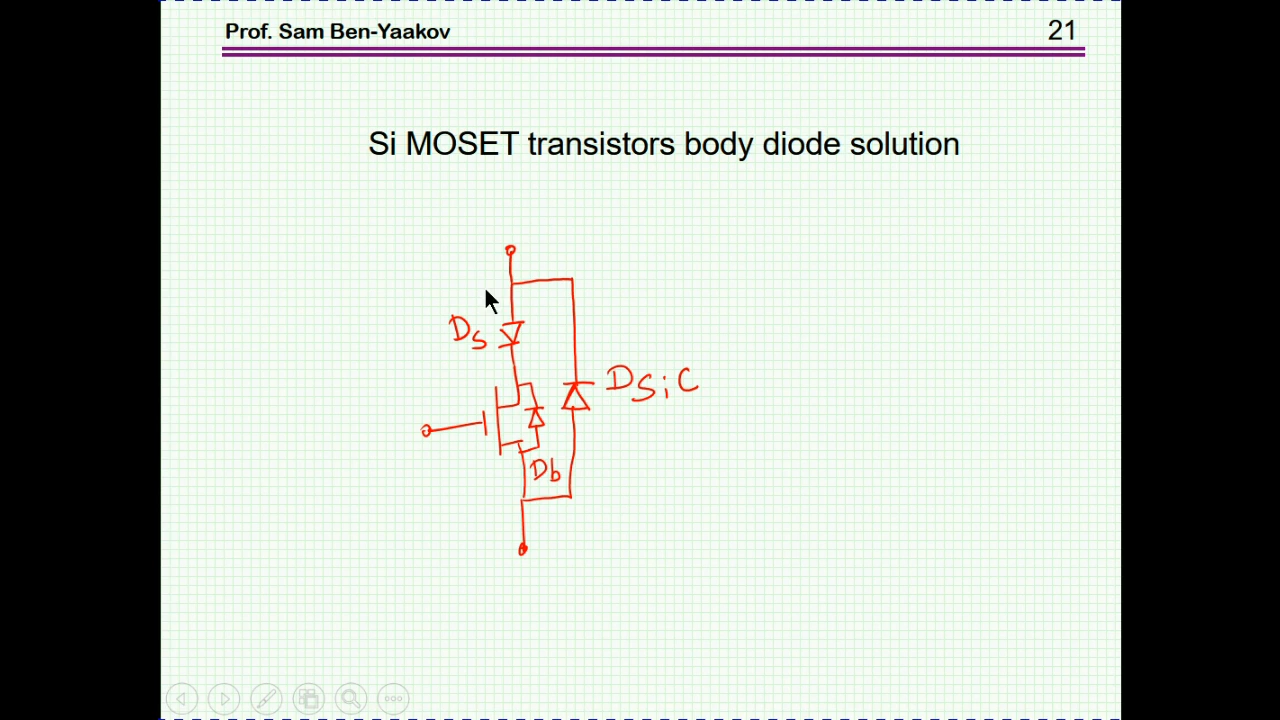 Prof. Sam Ben-Yaakov
21
Si MOSET transistors body diode solution
DS
DSiC
Db